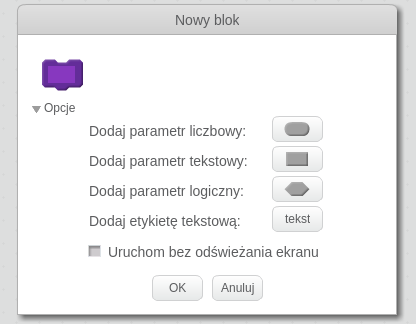 Nowy blok
Opcje
Dodaj parametr liczbowy:
Dodaj parametr tekstowy:
Dodaj parametr logiczny:
Dodaj etykietę tekstową: tekst
Uruchom bez odświeżania ekranu
OK Anuluj